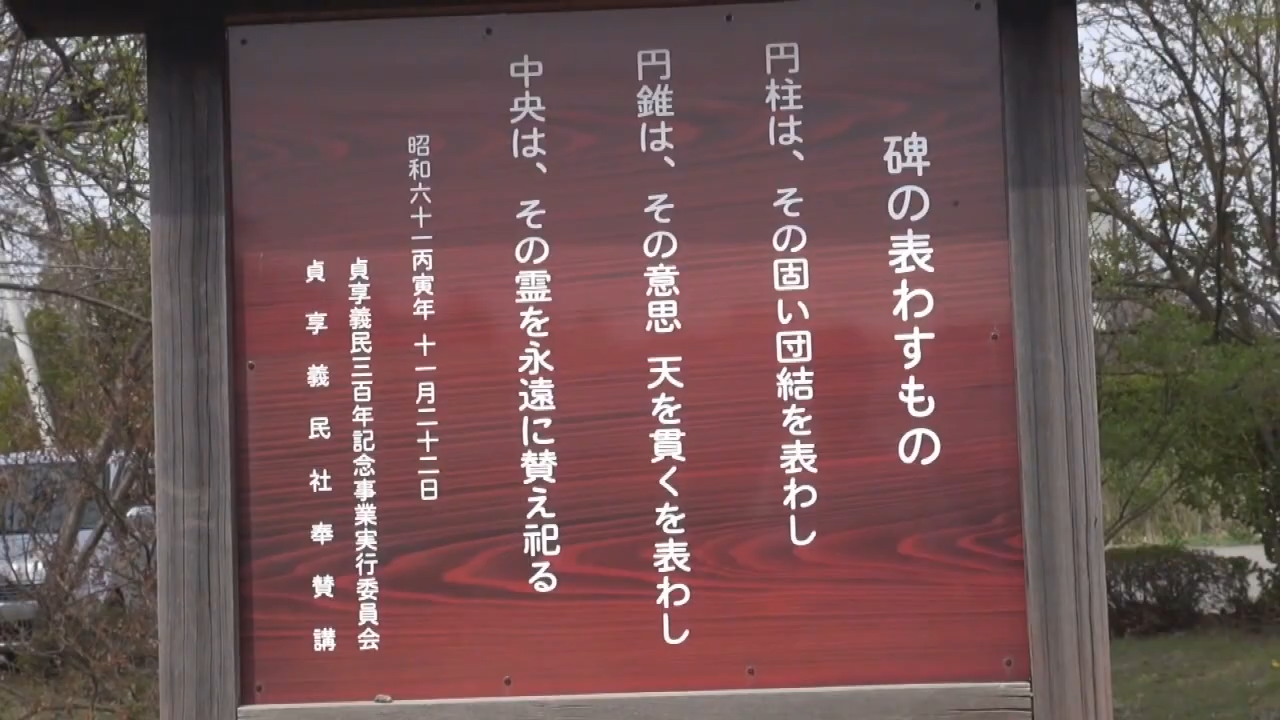 碑の表わすもの
円柱は、その固い団結を表わし
円錐は、その意思 天を貫くを表わし
中央は、その霊を永遠に賛え祀る
昭和六十一丙寅年 十一月二十二日
貞享義民三百年記念事業実行委員会
貞享義民社奉賛講